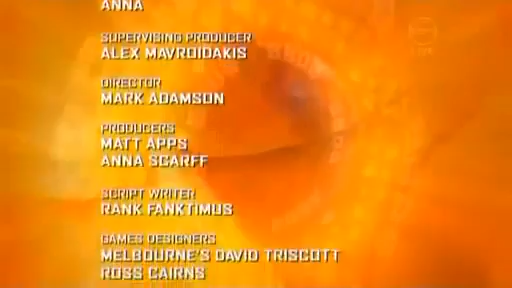 ANNA
SUPERVISING PRODUCER
ALEX MAVROIDAKIS
DIRECTOR
MARK ADAMSON
PRODUCERS
MATT APPS
ANNA SCARFF
SCRIPT WRITER
RANK FANKTIMUS
GAMES DESIGNERS
MELBOURNE'S DAVID TRISCOTT
ROSS CAIRNS